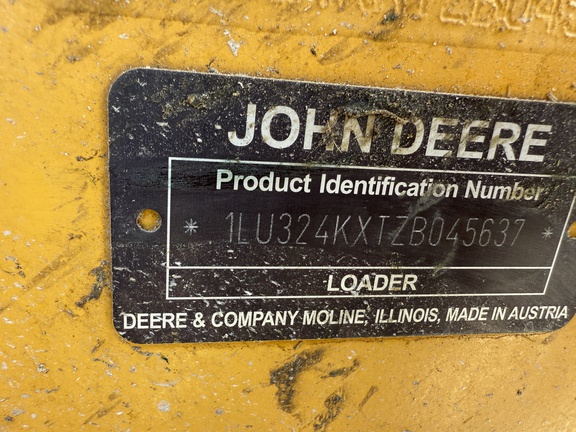 JOHN DEERE
Product Identification Number
* 1LU324KXTZB045637 *
LOADER
DEERE & COMPANY MOLINE, ILLINOIS, MADE IN AUSTRIA